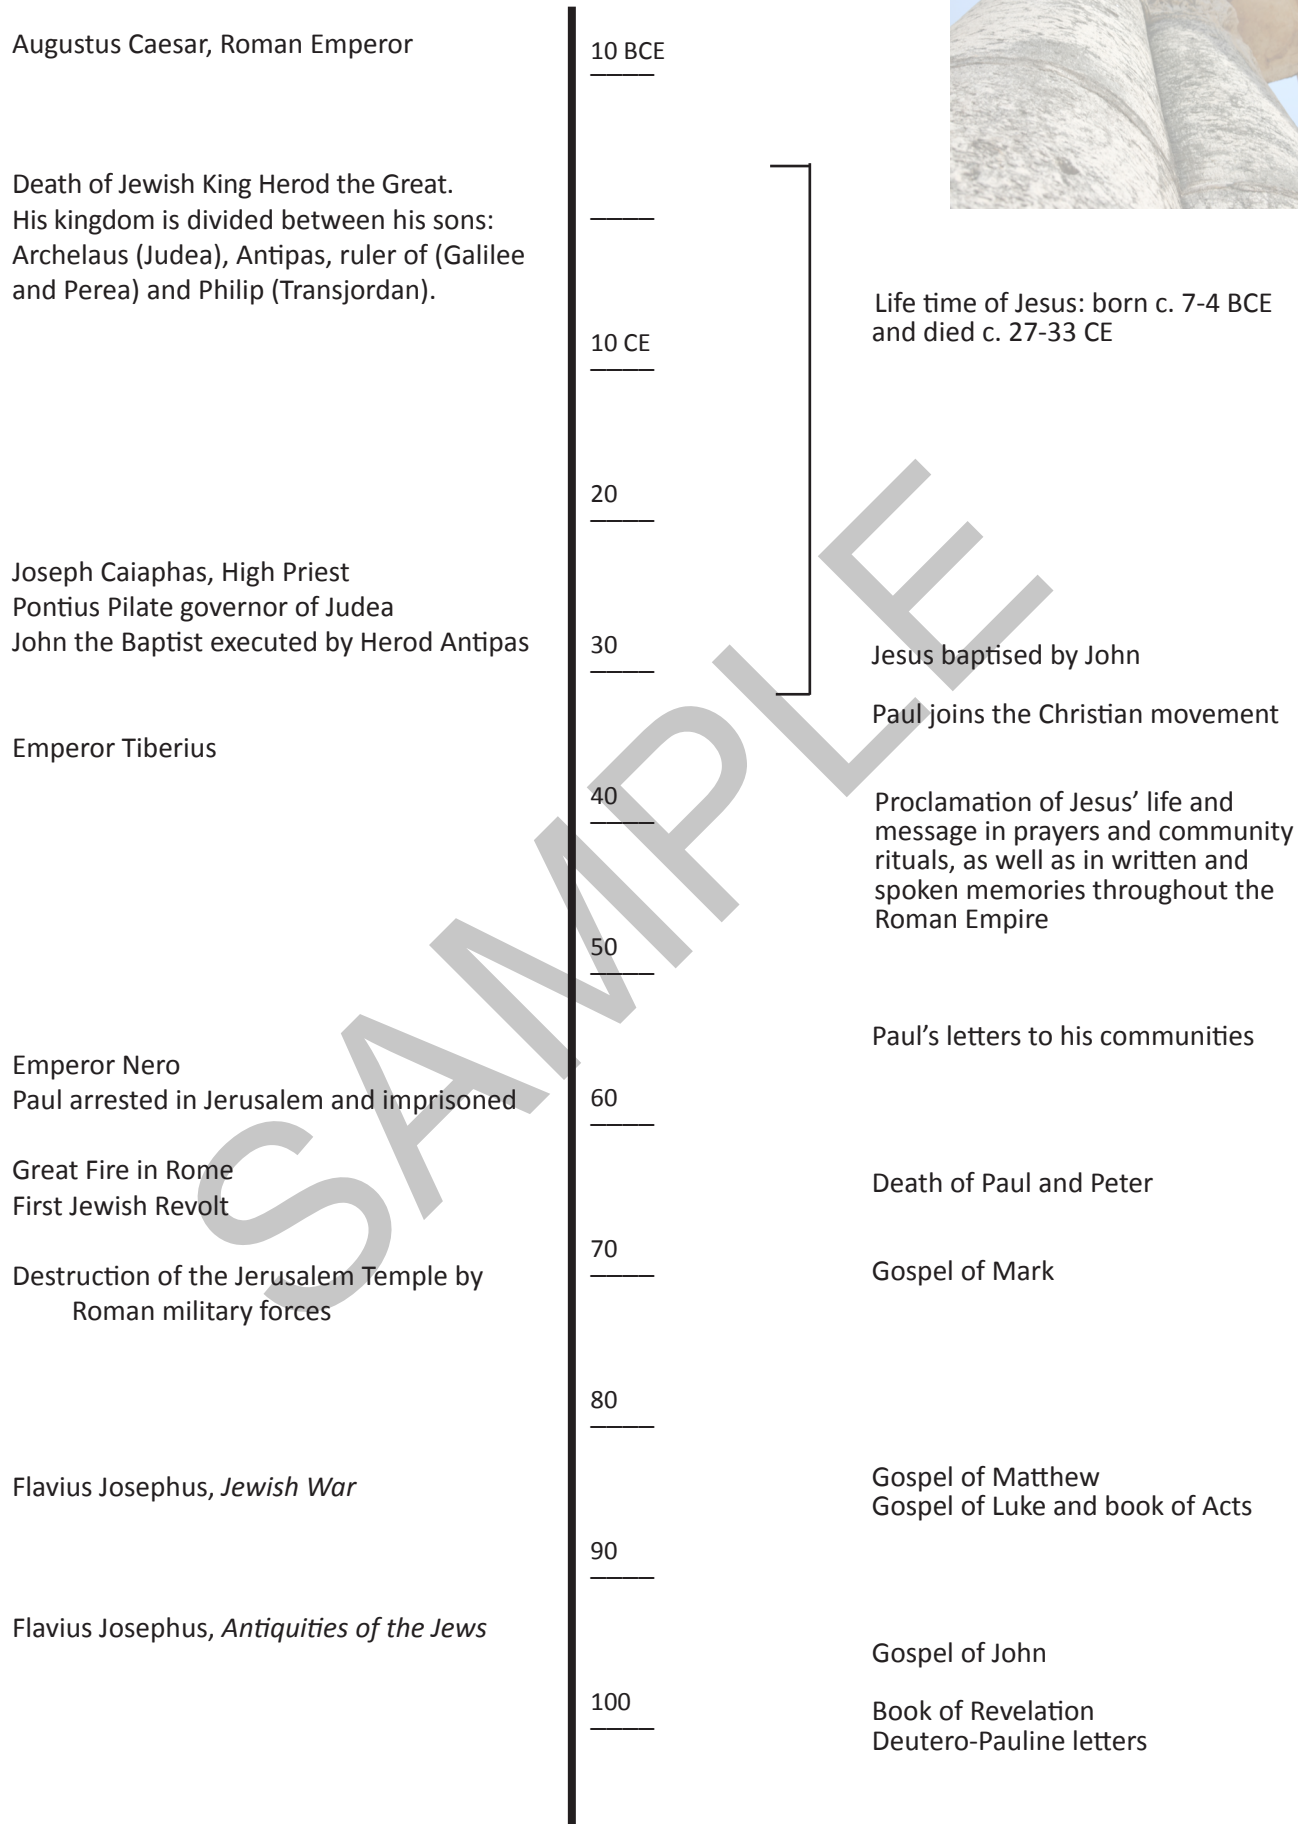 Augustus Caesar, Roman Emperor
10 BCE
Death of Jewish King Herod the Great.
His kingdom is divided between his sons:
Archelaus (Judea), Antipas, ruler of (Galilee
and Perea) and Philip (Transjordan).
Life time of Jesus: born c. 7-4 BCE
and died c. 27-33 CE
10 CE
20
Joseph Caiaphas, High Priest
Pontius Pilate governor of Judea
John the Baptist executed by Herod Antipas
30
Jesus baptised by John
Paul joins the Christian movement
Emperor Tiberius
40
Proclamation of Jesus’ life and
message in prayers and community
rituals, as well as in written and
spoken memories throughout the
Roman Empire
50
Paul’s letters to his communities
Emperor Nero
Paul arrested in Jerusalem and imprisoned
60
Great Fire in Rome
First Jewish Revolt
Death of Paul and Peter
70
Destruction of the Jerusalem Temple by
Roman military forces
Gospel of Mark
80
Flavius Josephus, Jewish War
Gospel of Matthew
Gospel of Luke and book of Acts
90
Flavius Josephus, Antiquities of the Jews
Gospel of John
100
Book of Revelation
Deutero-Pauline letters
SAMPLE